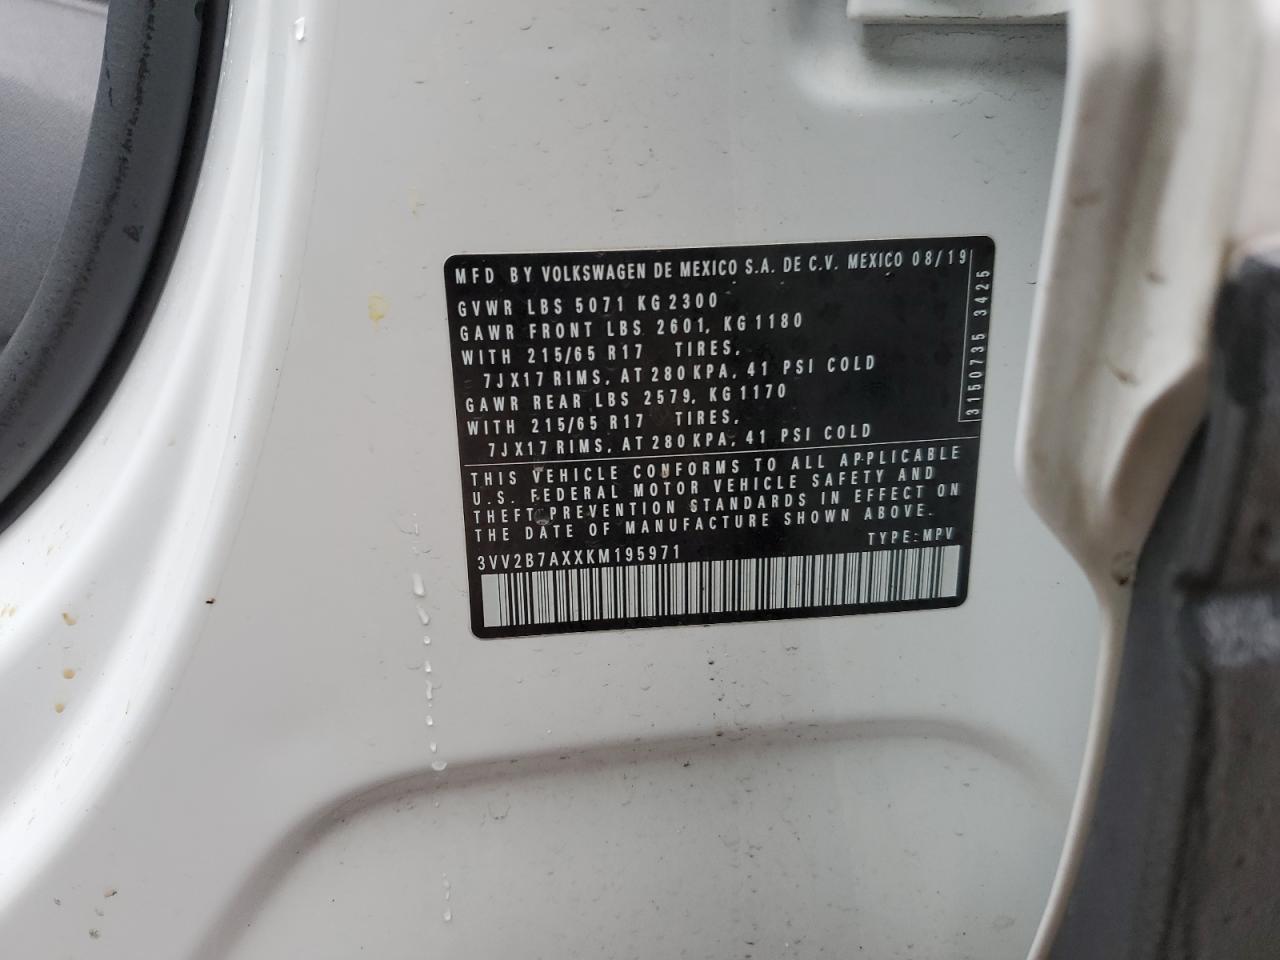 MFD BY VOLKSWAGEN DE MEXICO S.A. DE C.V. MEXICO 08/19
GVWR LBS 5071 KG 2300
GAWR FRONT LBS 2601, KG 1180
WITH 215/65 R17 TIRES,
7JX17 RIMS, AT 280 KPA, 41 PSI COLD
GAWR REAR LBS 2579, KG 1170
WITH 215/65 R17 TIRES,
7JX17 RIMS, AT 280 KPA, 41 PSI COLD
3150735 3425
THIS VEHICLE CONFORMS TO ALL APPLICABLE
U.S. FEDERAL MOTOR VEHICLE SAFETY AND
THEFT PREVENTION STANDARDS IN EFFECT ON
THE DATE OF MANUFACTURE SHOWN ABOVE.
3VV2B7AXXKM195971 TYPE: MPV